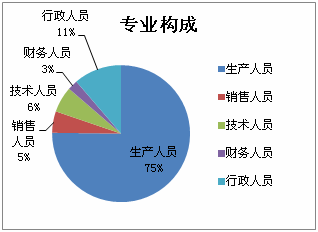 专业构成
行政人员
11%
财务人员
3%
技术人员
6%
销售
人员
5%
生产人员
75%
生产人员
销售人员
技术人员
财务人员
行政人员